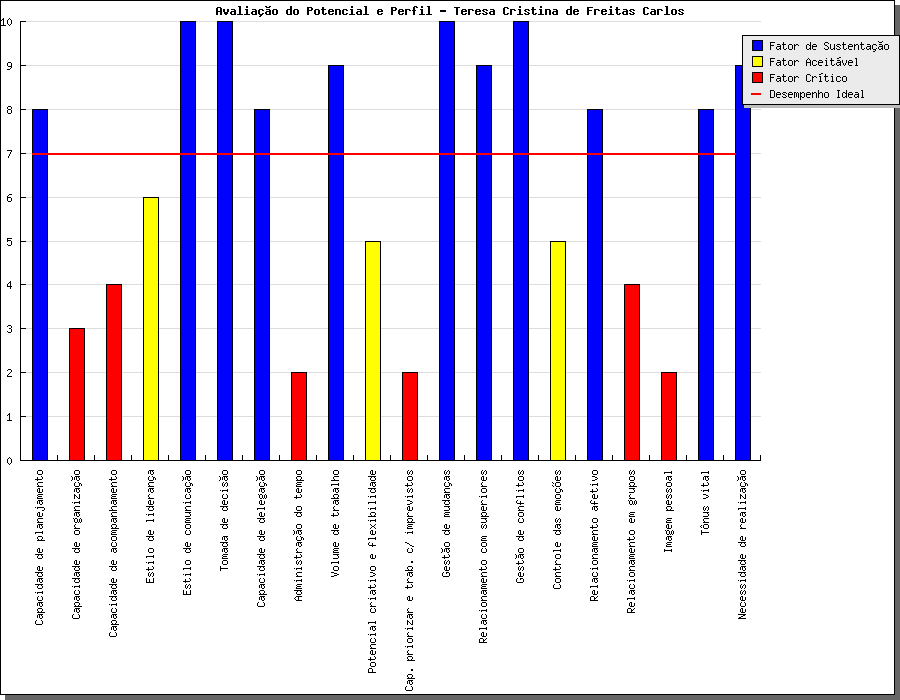 Avaliação do Potencial e Perfil - Teresa Cristina de Freitas Carlos
Fator de Sustentação
Fator Aceitável
Fator Crítico
Desempenho Ideal
10
9
8
7
6
5
4
3
2
1
0
Capacidade de planejamento
Capacidade de organização
Capacidade de acompanhamento
Estilo de liderança
Estilo de comunicação
Tomada de decisão
Capacidade de delegação
Administração do tempo
Volume de trabalho
Potencial criativo e flexibilidade
Cap. priorizar e trab. c/ imprevistos
Gestão de mudanças
Relacionamento com superiores
Gestão de conflitos
Controle das emoções
Relacionamento afetivo
Relacionamento em grupos
Imagem pessoal
Tônus vital
Necessidade de realização